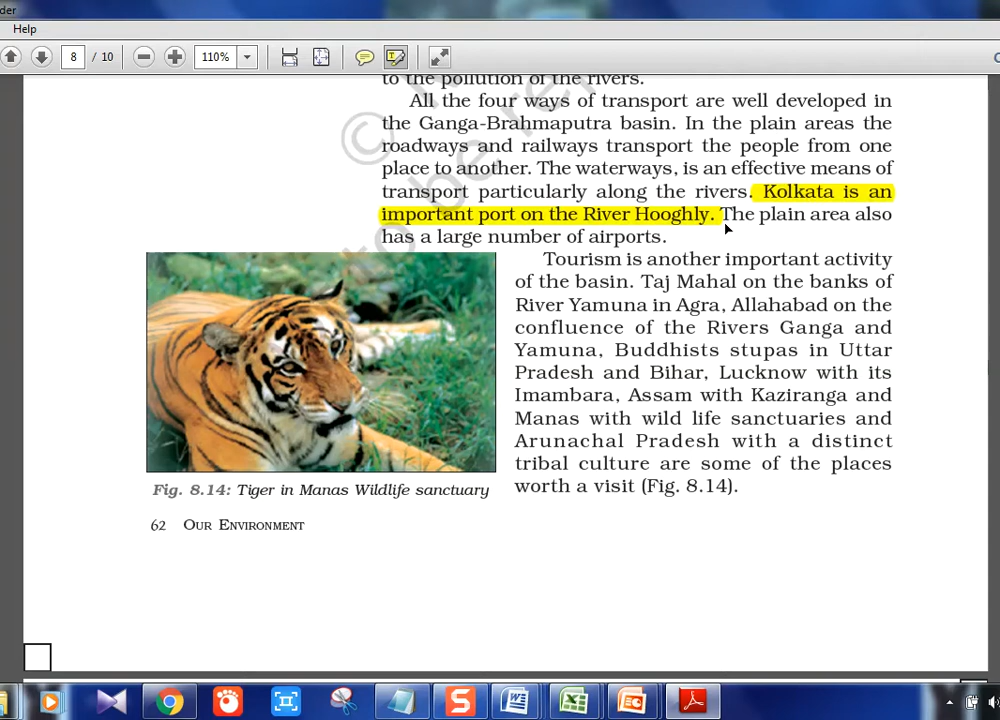 der
Help
8 / 10
110%
to the pollution of the rivers.
All the four ways of transport are well developed in
the Ganga-Brahmaputra basin. In the plain areas the
roadways and railways transport the people from one
place to another. The waterways, is an effective means of
transport particularly along the rivers. Kolkata is an
important port on the River Hooghly. The plain area also
has a large number of airports.
Tourism is another important activity
of the basin. Taj Mahal on the banks of
River Yamuna in Agra, Allahabad on the
confluence of the Rivers Ganga and
Yamuna, Buddhists stupas in Uttar
Pradesh and Bihar, Lucknow with its
Imambara, Assam with Kaziranga and
Manas with wild life sanctuaries and
Arunachal Pradesh with a distinct
tribal culture are some of the places
worth a visit (Fig. 8.14).
Fig. 8.14: Tiger in Manas Wildlife sanctuary
62 OUR ENVIRONMENT